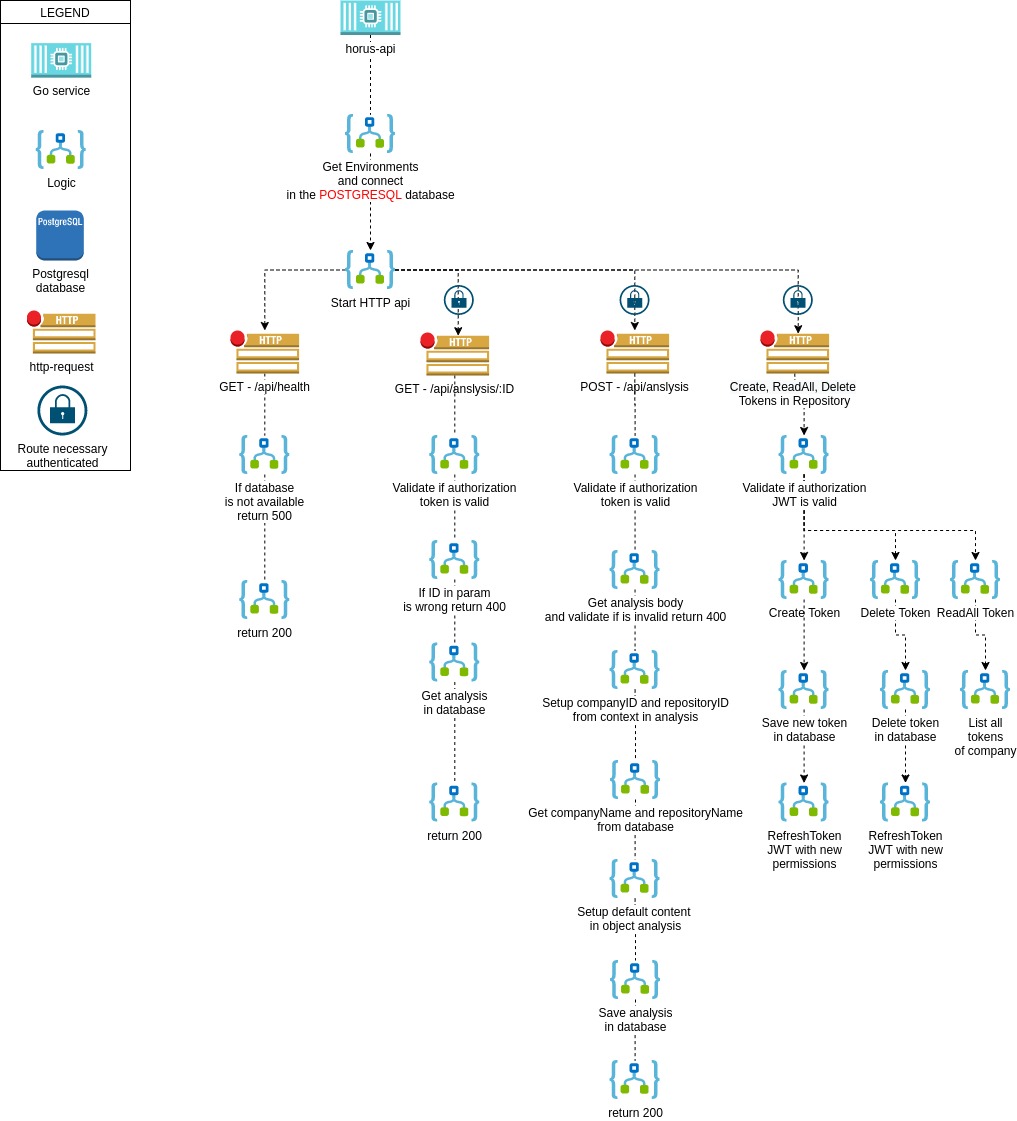 LEGEND
Go service
Logic
PostgreSQL
Postgresql
database
HTTP
http-request
Route necessary
authenticated
horus-api
Get Environments
and connect
in the POSTGRESQL database
Start HTTP api
HTTP
GET - /api/health
If database
is not available
return 500
return 200
HTTP
GET - /api/anslysis/:ID
Validate if authorization
token is valid
If ID in param
is wrong return 400
Get analysis
in database
return 200
HTTP
POST - /api/anslysis
Validate if authorization
token is valid
Get analysis body
and validate if is invalid return 400
Setup companyID and repositoryID
from context in analysis
Get companyName and repositoryName
from database
Setup default content
in object analysis
Save analysis
in database
return 200
HTTP
Create, ReadAll, Delete
Tokens in Repository
Validate if authorization
JWT is valid
Create Token
Save new token
in database
RefreshToken
JWT with new
permissions
Delete Token
Delete token
in database
RefreshToken
JWT with new
permissions
ReadAll Token
List all
tokens
of company